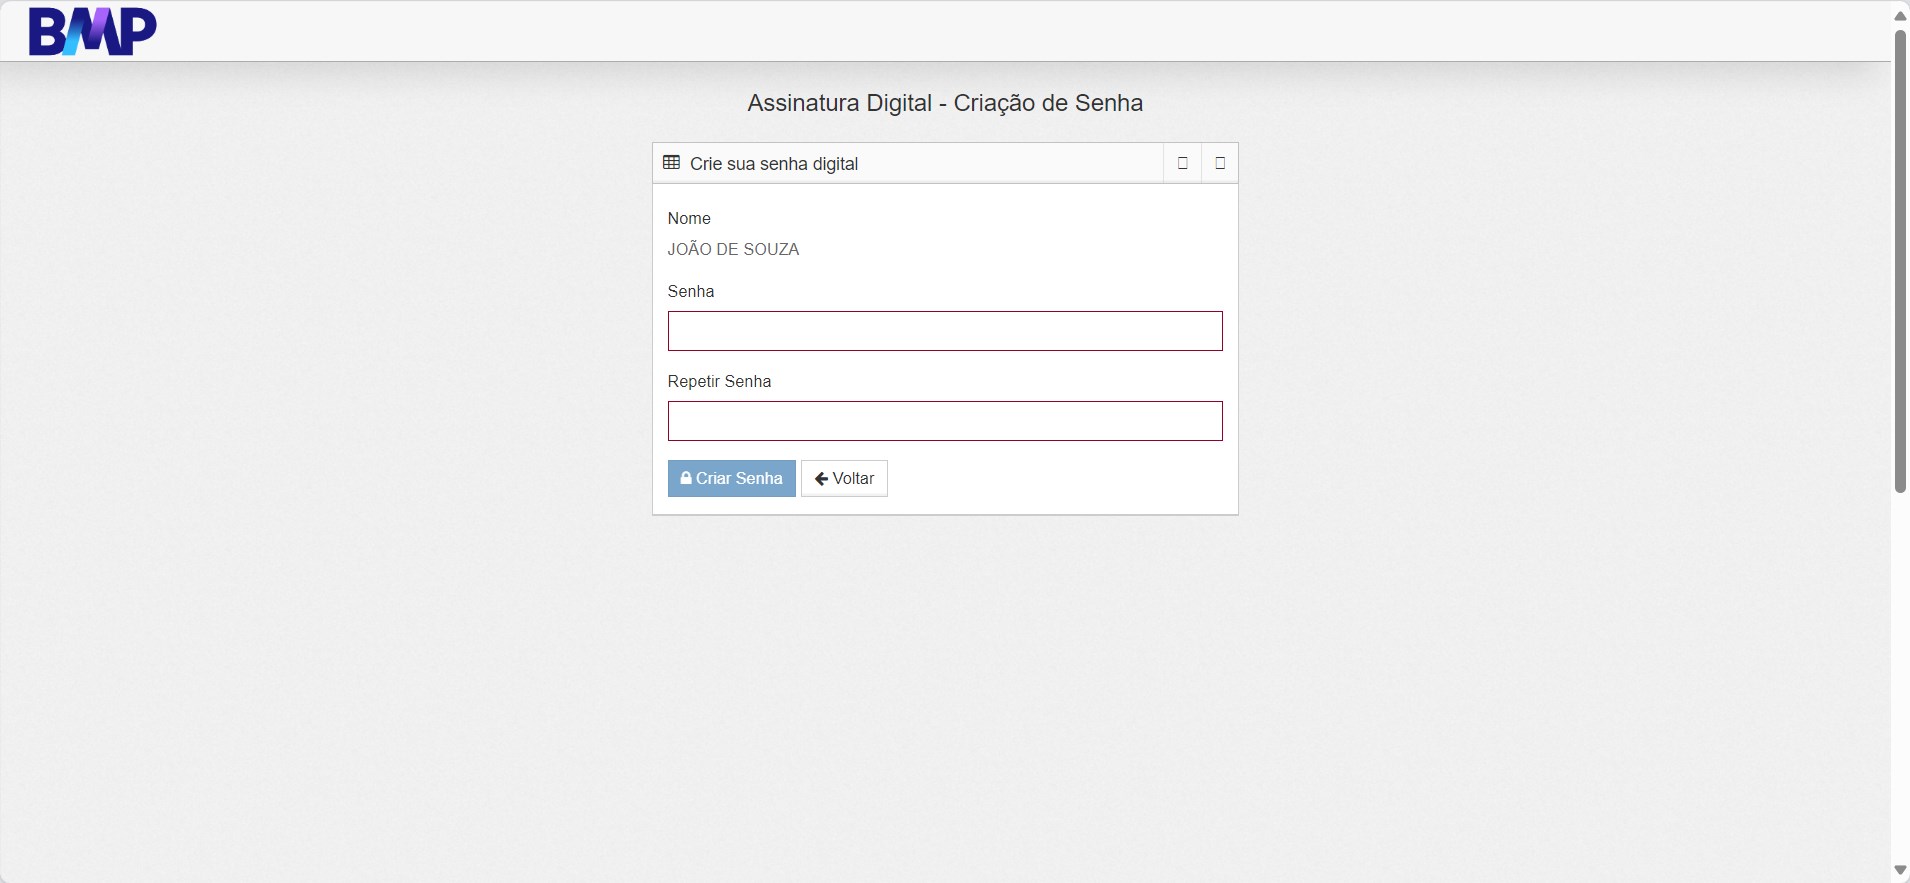 BMP
Assinatura Digital - Criação de Senha
Crie sua senha digital
Nome
JOÃO DE SOUZA
Senha
Repetir Senha
Criar Senha
Voltar